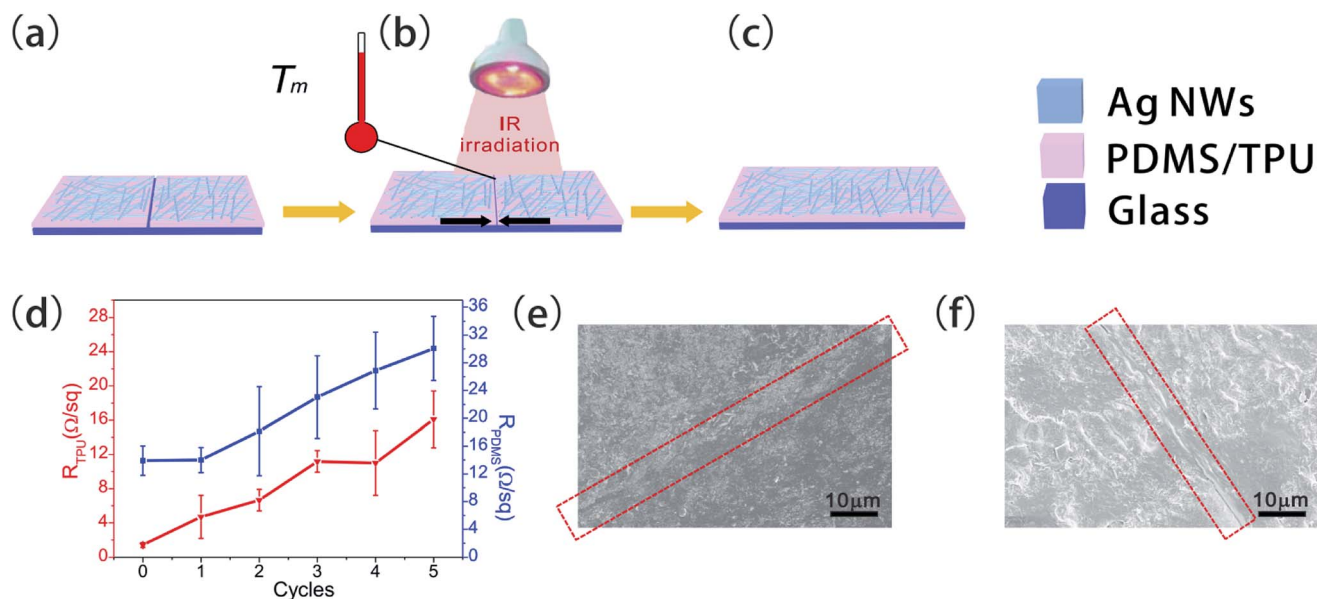 (a)
(b)
(c)
Tm
IR
irradiation
Ag NWs
PDMS/TPU
Glass
(d)
28
24
20
16
12
8
4
0
RTPU(Ω/sq)
36
32
28
24
20
16
12
8
4
0
RPDMS(Ω/sq)
0 1 2 3 4 5
Cycles
(e)
10μm
(f)
10μm